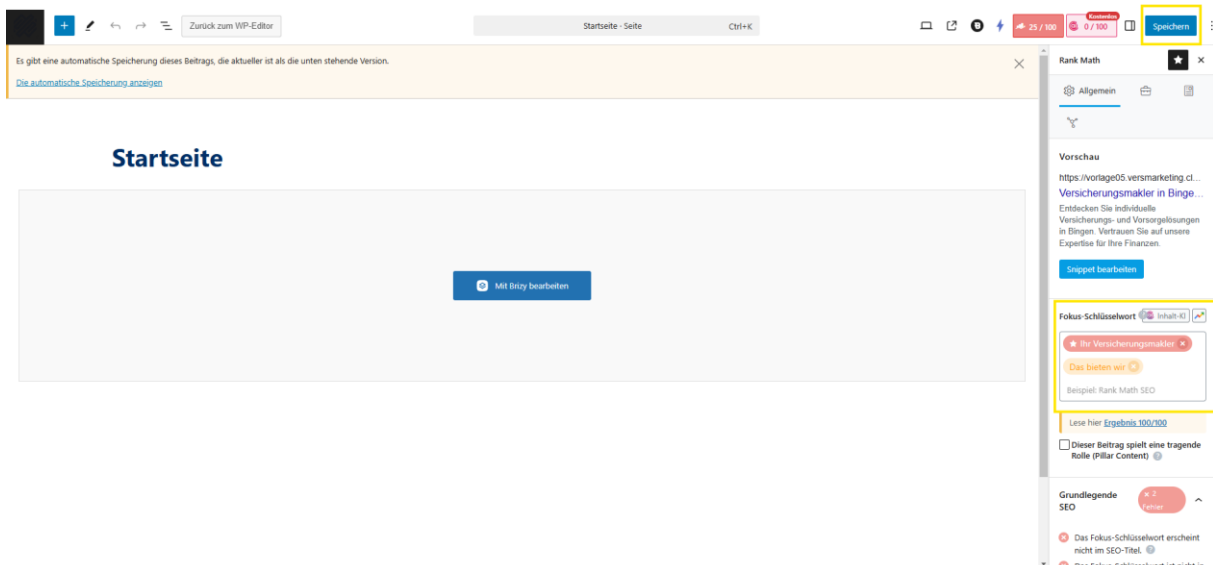 Zurück zum WP-Editor
Startseite - Seite
Ctrl+K
25 / 100
Kostenlos
0 / 100
Speichern
Es gibt eine automatische Speicherung dieses Beitrags, die aktueller ist als die unten stehende Version.
Die automatische Speicherung anzeigen
Startseite
Mit Brizy bearbeiten
Rank Math
Allgemein
Vorschau
https://vorlage05.versmarketing.cl...
Versicherungsmakler in Binge...
Entdecken Sie individuelle
Versicherungs- und Vorsorgelösungen
in Bingen. Vertrauen Sie auf unsere
Expertise für Ihre Finanzen.
Snippet bearbeiten
Fokus-Schlüsselwort
Inhalt-KI
Ihr Versicherungsmakler
Das bieten wir
Beispiel: Rank Math SEO
Lese hier Ergebnis 100/100
Dieser Beitrag spielt eine tragende
Rolle (Pillar Content)
Grundlegende
SEO
× 2
Fehler
Das Fokus-Schlüsselwort erscheint
nicht im SEO-Titel.